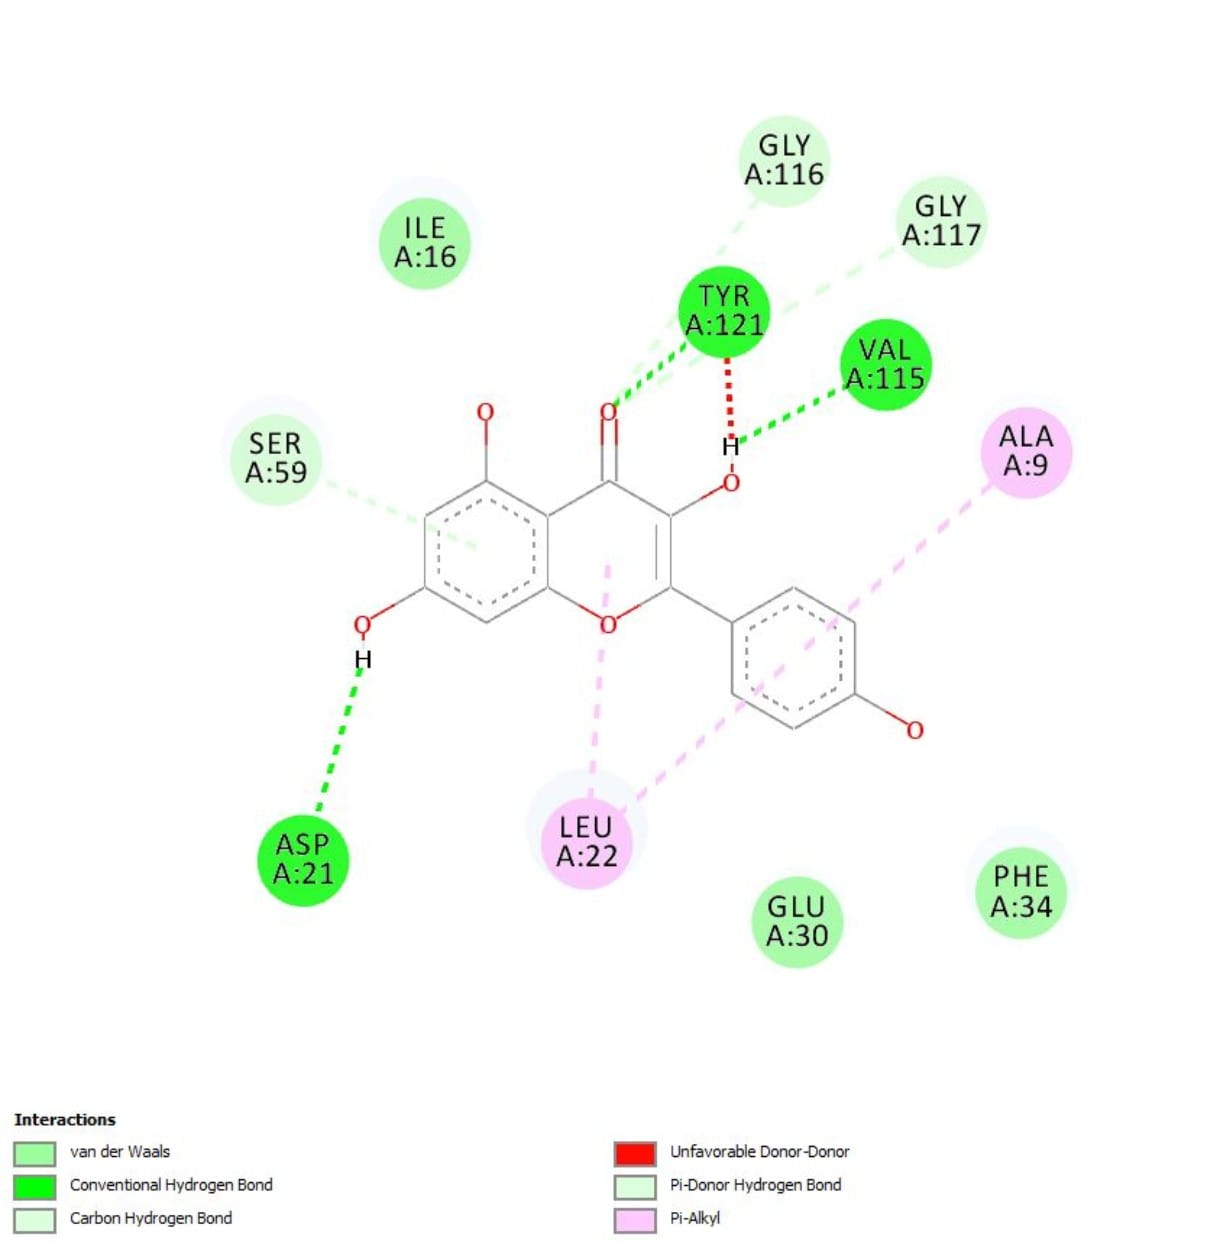 GLY
A:116
GLY
A:117
ILE
A:16
TYR
A:121
VAL
A:115
O
O
SER
A:59
ALA
A:9
H
O
O
O
H
O
LEU
A:22
ASP
A:21
PHE
A:34
GLU
A:30
Interactions
van der Waals
Conventional Hydrogen Bond
Carbon Hydrogen Bond
Unfavorable Donor-Donor
Pi-Donor Hydrogen Bond
Pi-Alkyl